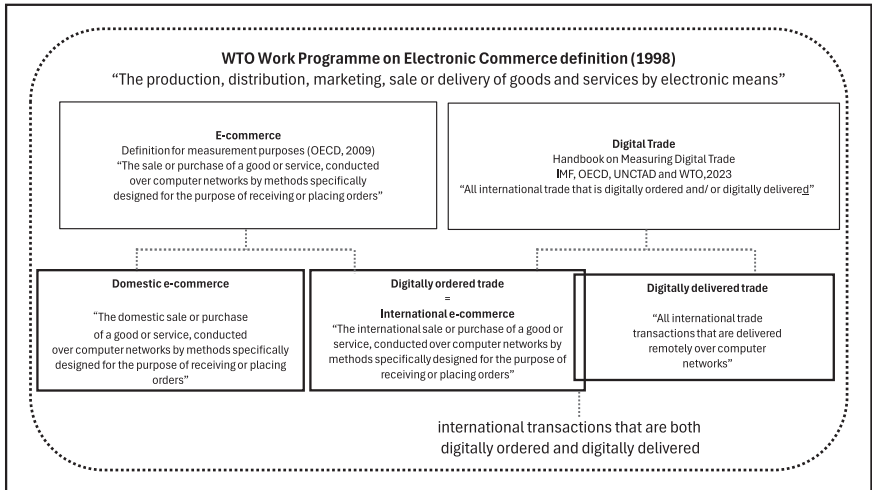 WTO Work Programme on Electronic Commerce definition (1998)
“The production, distribution, marketing, sale or delivery of goods and services by electronic means”
E-commerce
Definition for measurement purposes (OECD, 2009)
“The sale or purchase of a good or service, conducted
over computer networks by methods specifically
designed for the purpose of receiving or placing orders”
Digital Trade
Handbook on Measuring Digital Trade
IMF, OECD, UNCTAD and WTO,2023
“All international trade that is digitally ordered and/ or digitally delivered”
Domestic e-commerce
“The domestic sale or purchase
of a good or service, conducted
over computer networks by methods specifically
designed for the purpose of receiving or placing
orders”
Digitally ordered trade
=
International e-commerce
“The international sale or purchase of a good or
service, conducted over computer networks by
methods specifically designed for the purpose of
receiving or placing orders”
Digitally delivered trade
“All international trade
transactions that are delivered
remotely over computer
networks”
international transactions that are both
digitally ordered and digitally delivered